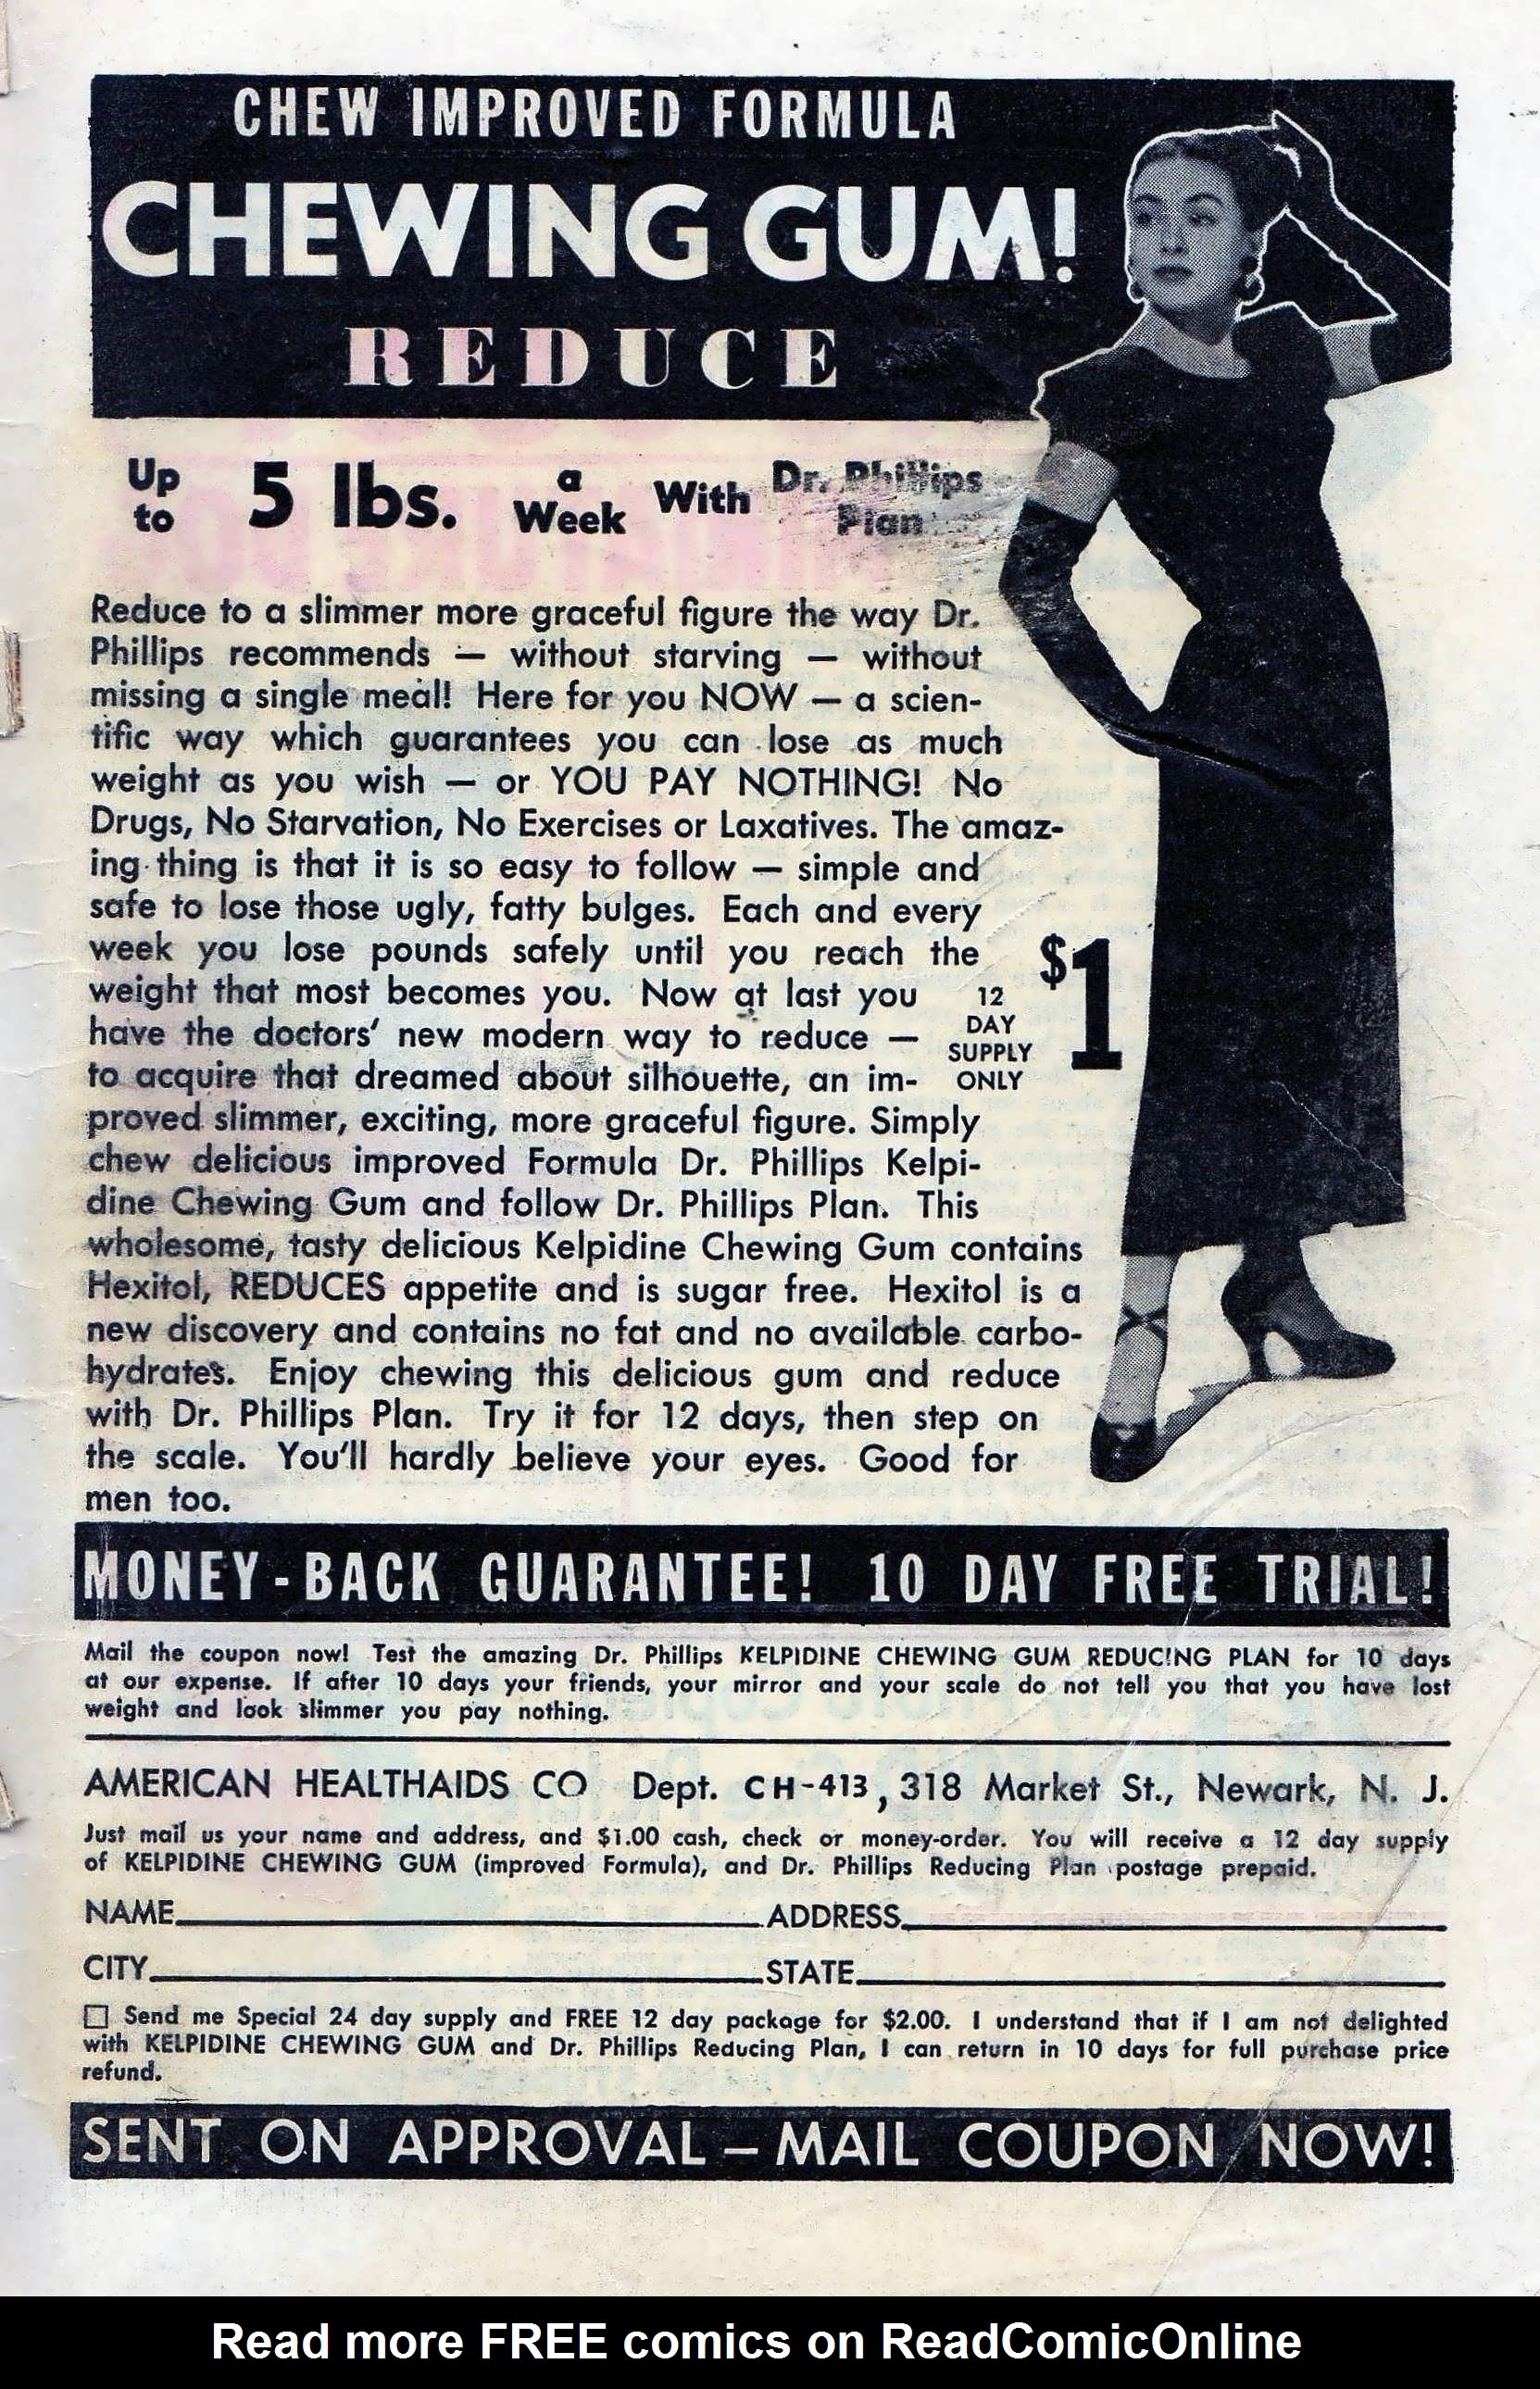 CHEW IMPROVED FORMULA
CHEWING GUM!
REDUCE
Up to 5 lbs. a Week With Dr. Phillips Plan
Reduce to a slimmer more graceful figure the way Dr.
Phillips recommends — without starving — without
missing a single meal! Here for you NOW — a scien-
tific way which guarantees you can lose as much
weight as you wish — or YOU PAY NOTHING! No
Drugs, No Starvation, No Exercises or Laxatives. The amaz-
ing thing is that it is so easy to follow — simple and
safe to lose those ugly, fatty bulges. Each and every
week you lose pounds safely until you reach the
weight that most becomes you. Now at last you
have the doctors' new modern way to reduce —
to acquire that dreamed about silhouette, an im-
proved slimmer, exciting, more graceful figure. Simply
chew delicious improved Formula Dr. Phillips Kelpi-
dine Chewing Gum and follow Dr. Phillips Plan. This
wholesome, tasty delicious Kelpidine Chewing Gum contains
Hexitol, REDUCES appetite and is sugar free. Hexitol is a
new discovery and contains no fat and no available carbo-
hydrates. Enjoy chewing this delicious gum and reduce
with Dr. Phillips Plan. Try it for 12 days, then step on
the scale. You'll hardly believe your eyes. Good for
men too.
12
DAY
SUPPLY
ONLY
$1
MONEY-BACK GUARANTEE! 10 DAY FREE TRIAL!
Mail the coupon now! Test the amazing Dr. Phillips KELPIDINE CHEWING GUM REDUCING PLAN for 10 days
at our expense. If after 10 days your friends, your mirror and your scale do not tell you that you have lost
weight and look slimmer you pay nothing.
AMERICAN HEALTHAIDS CO Dept. CH-413, 318 Market St., Newark, N. J.
Just mail us your name and address, and $1.00 cash, check or money-order. You will receive a 12 day supply
of KELPIDINE CHEWING GUM (improved Formula), and Dr. Phillips Reducing Plan postage prepaid.
NAME ADDRESS
CITY STATE
☐ Send me Special 24 day supply and FREE 12 day package for $2.00. I understand that if I am not delighted
with KELPIDINE CHEWING GUM and Dr. Phillips Reducing Plan, I can return in 10 days for full purchase price
refund.
SENT ON APPROVAL – MAIL COUPON NOW!
Read more FREE comics on ReadComicOnline